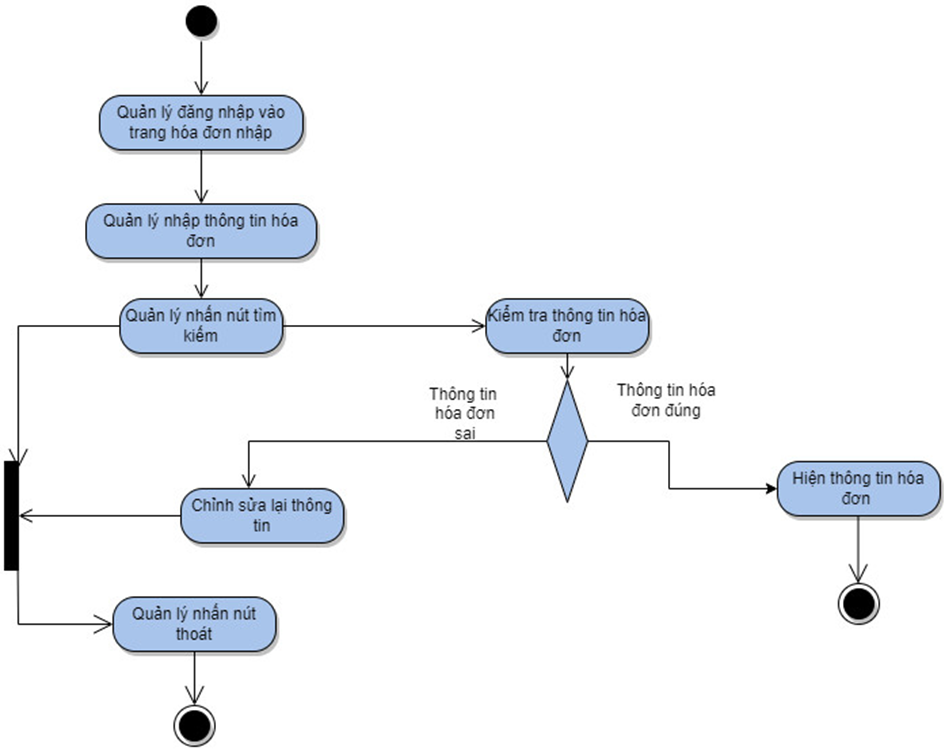 Quản lý đăng nhập vào
trang hóa đơn nhập
Quản lý nhập thông tin hóa
đơn
Quản lý nhấn nút tìm
kiếm
Kiểm tra thông tin hóa
đơn
Thông tin
hóa đơn
sai
Thông tin hóa
đơn đúng
Chỉnh sửa lại thông
tin
Hiện thông tin hóa
đơn
Quản lý nhấn nút
thoát